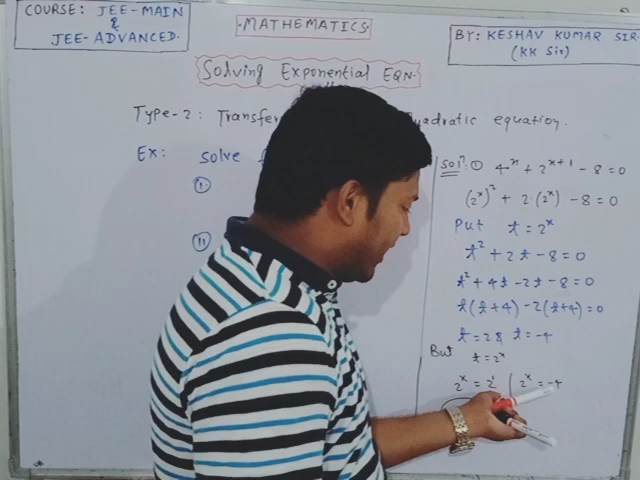 COURSE: JEE-MAIN
&
JEE-ADVANCED.
MATHEMATICS
BY: KESHAV KUMAR SIR
(KK Sir)
Solving Exponential EQN.
Type-2: Transfer quadratic equation.
Ex: solve
(i)
(ii)
Solⁿ. (i) 4^x + 2^(x+1) - 8 = 0
(2^x)^2 + 2·(2^x) - 8 = 0
Put t = 2^x
t^2 + 2t - 8 = 0
t^2 + 4t - 2t - 8 = 0
t(t+4) - 2(t+4) = 0
t = 2 & t = -4
But t = 2^x
2^x = 2^1 | 2^x = -4